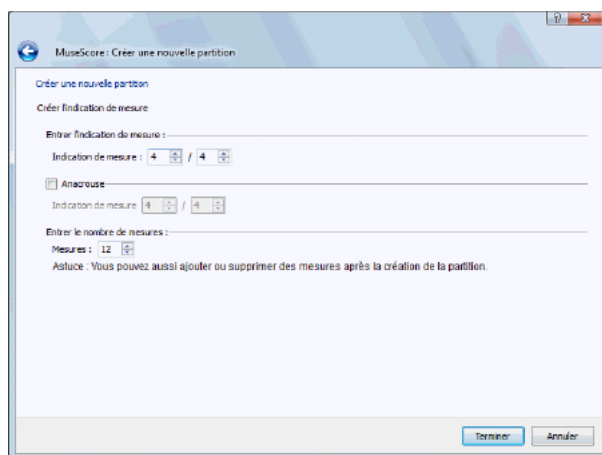 MuseScore : Créer une nouvelle partition
Créer une nouvelle partition
Créer l'indication de mesure
Entrer l'indication de mesure :
Indication de mesure : 4 / 4
Anacrouse
Indication de mesure 4 / 4
Entrer le nombre de mesures :
Mesures : 12
Astuce : Vous pouvez aussi ajouter ou supprimer des mesures après la création de la partition.
Terminer Annuler